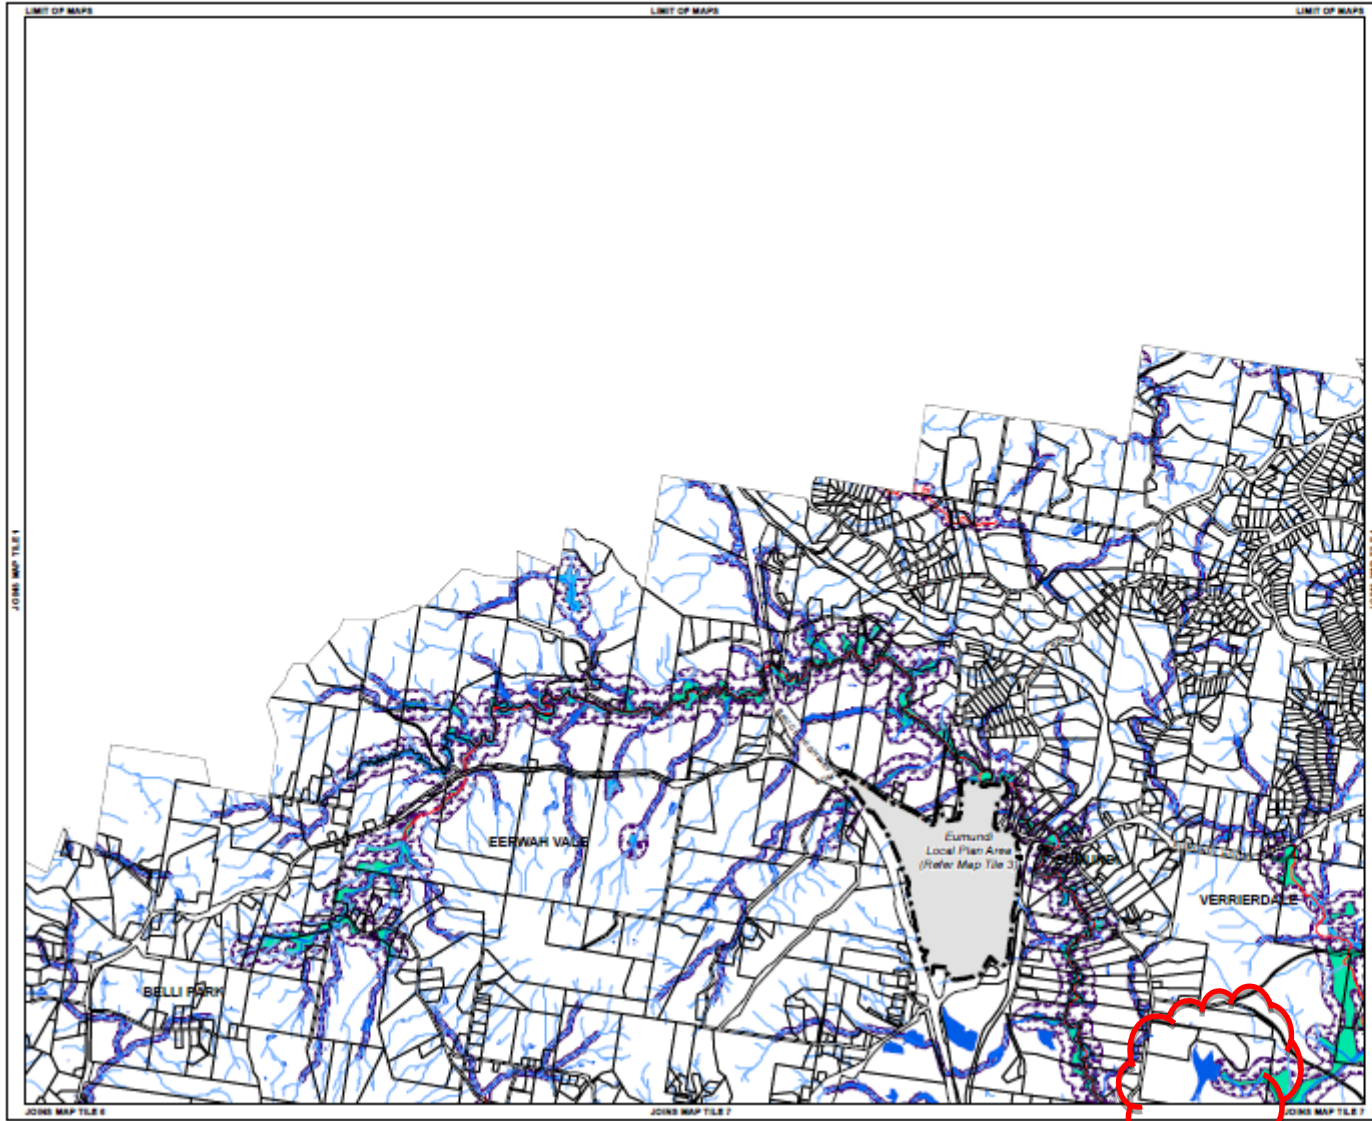 LIMIT OF MAPS
LIMIT OF MAPS
LIMIT OF MAPS
JOINS MAP TILE 1
EERWAH VALE
Eumundi
Local Plan Area
(Refer Map Tile 3)
VERRIERDALE
BELLI PARK
JOINS MAP TILE 6
JOINS MAP TILE 7
JOINS MAP TILE 7